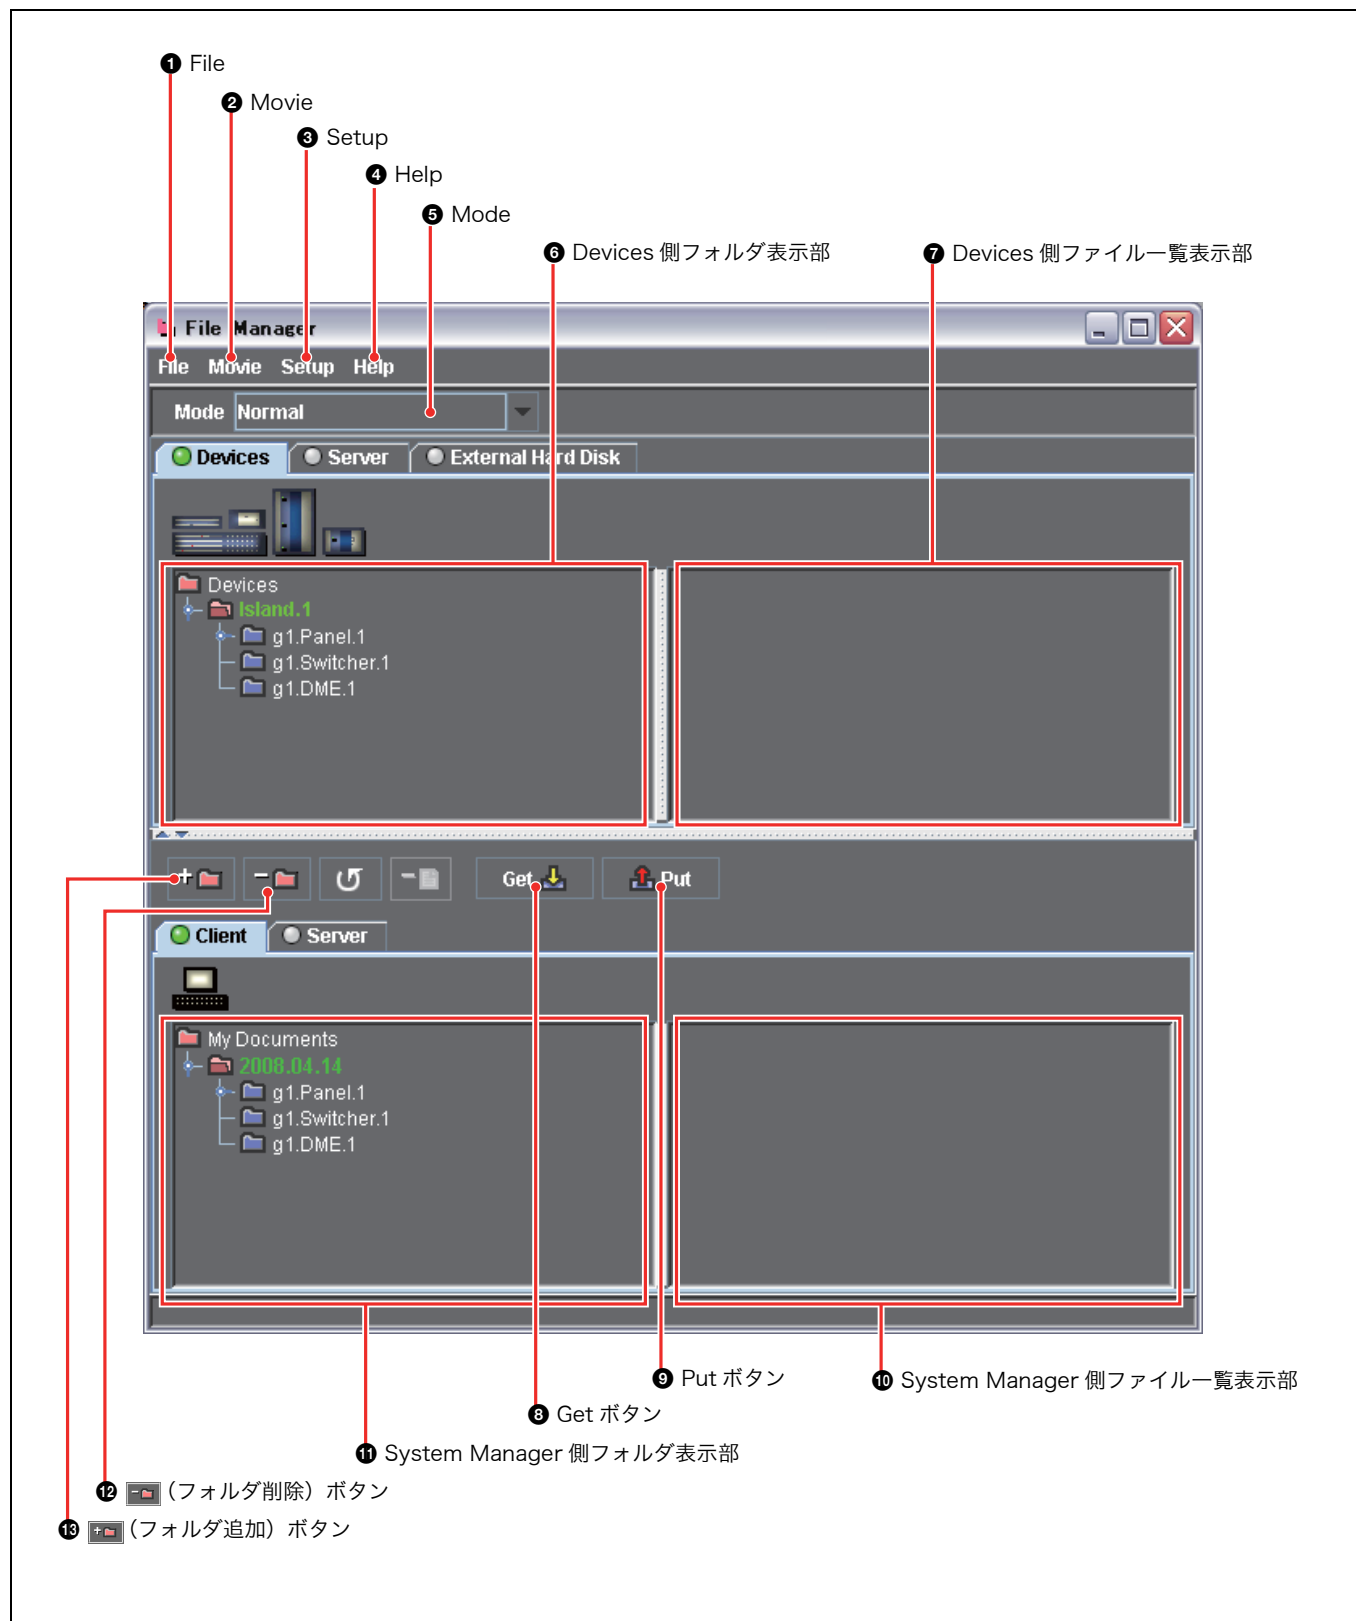 ❶ File
❷ Movie
❸ Setup
❹ Help
❺ Mode
❻ Devices 側フォルダ表示部
❼ Devices 側ファイル一覧表示部
File Manager
File Movie Setup Help
Mode Normal
Devices Server External Hard Disk
Devices
Island.1
g1.Panel.1
g1.Switcher.1
g1.DME.1
Get Put
Client Server
My Documents
2008.04.14
g1.Panel.1
g1.Switcher.1
g1.DME.1
❾ Put ボタン
❿ System Manager 側ファイル一覧表示部
❽ Get ボタン
⓫ System Manager 側フォルダ表示部
⓬ (フォルダ削除) ボタン
⓭ (フォルダ追加) ボタン